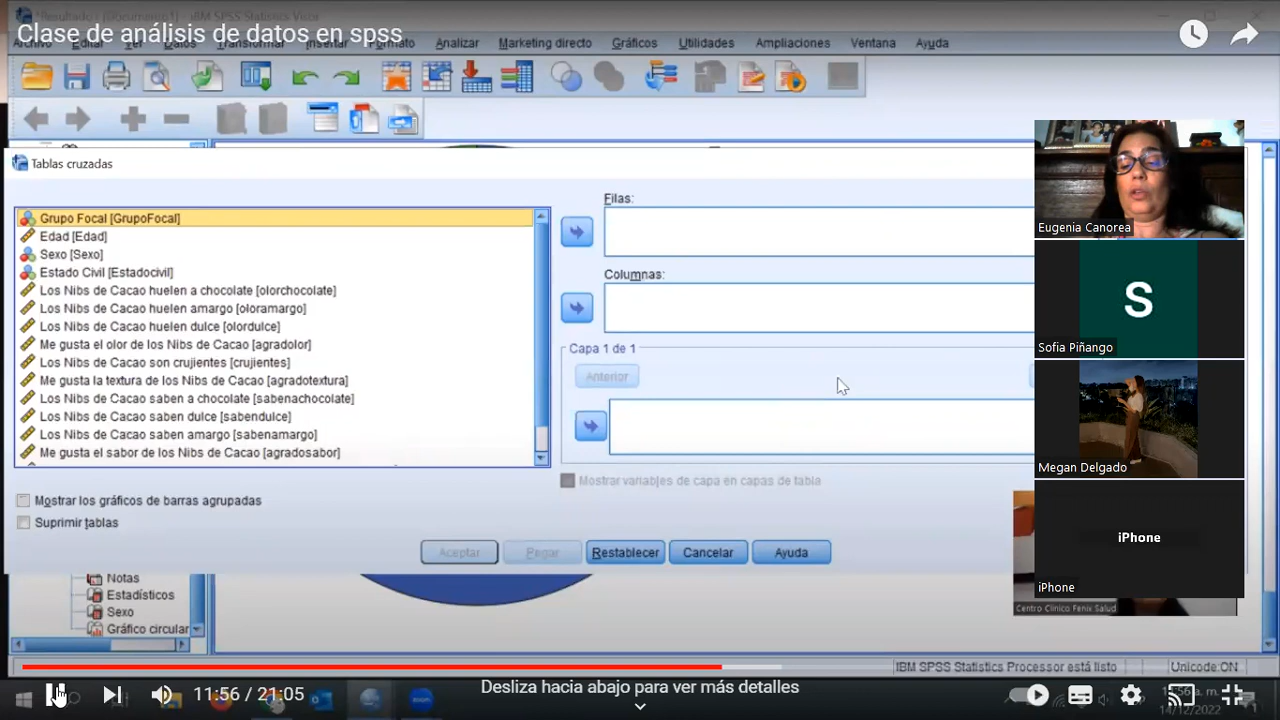 Clase de análisis de datos en spss
Archivo Editar Ver Datos Transformar Insertar Formato Analizar Marketing directo Gráficos Utilidades Ampliaciones Ventana Ayuda
Tablas cruzadas
Filas:
Grupo Focal [GrupoFocal]
Edad [Edad]
Sexo [Sexo]
Estado Civil [Estadocivil]
Los Nibs de Cacao huelen a chocolate [olorchocolate]
Los Nibs de Cacao huelen amargo [oloramargo]
Los Nibs de Cacao huelen dulce [olordulce]
Me gusta el olor de los Nibs de Cacao [agradolor]
Los Nibs de Cacao son crujientes [crujientes]
Me gusta la textura de los Nibs de Cacao [agradotextura]
Los Nibs de Cacao saben a chocolate [sabenachocolate]
Los Nibs de Cacao saben dulce [sabendulce]
Los Nibs de Cacao saben amargo [sabenamargo]
Me gusta el sabor de los Nibs de Cacao [agradosabor]
Columnas:
Capa 1 de 1
Anterior
Mostrar variables de capa en capas de tabla
Mostrar los gráficos de barras agrupadas
Suprimir tablas
Aceptar Pegar Restablecer Cancelar Ayuda
Eugenia Canorea
S
Sofia Piñango
Megan Delgado
iPhone
iPhone
Centro Clinico Fenix Salud
Notas
Estadísticos
Sexo
Gráfico circular
IBM SPSS Statistics Processor está listo Unicode:ON
11:56 / 21:05
Desliza hacia abajo para ver más detalles
14/12/2022